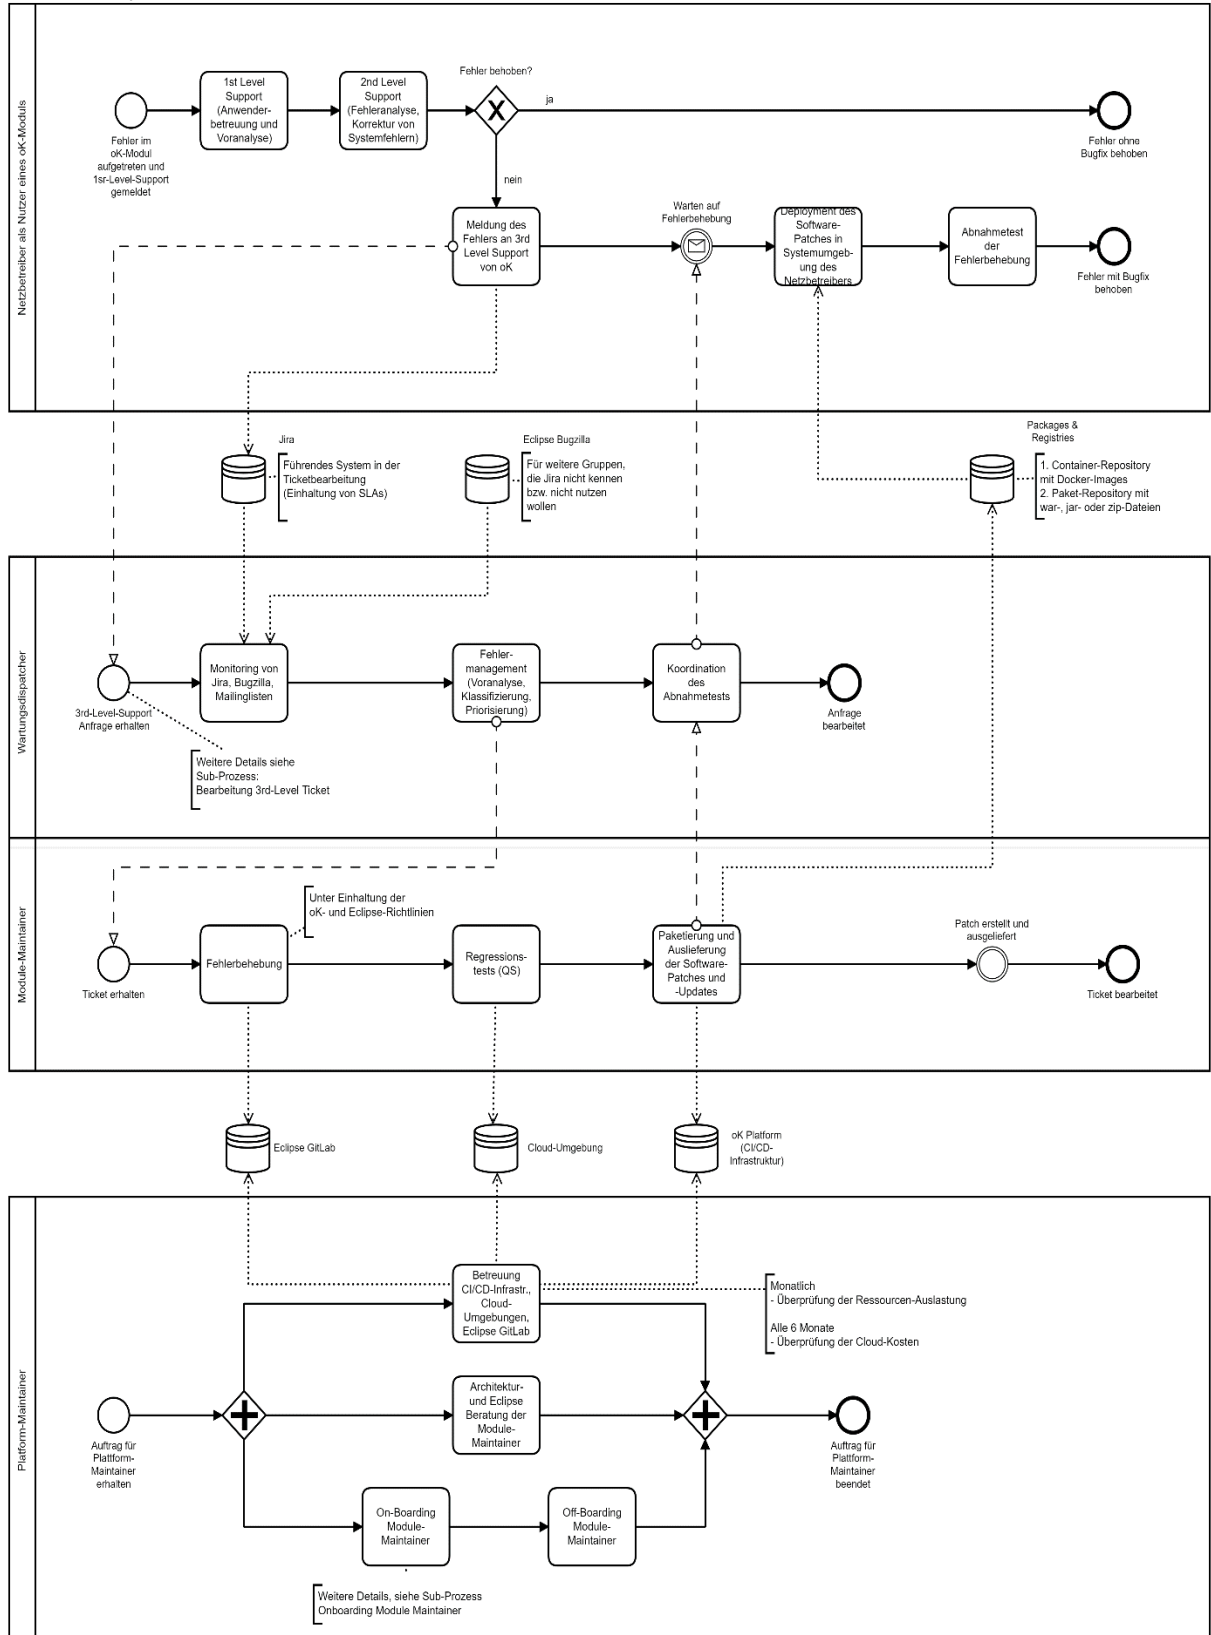 Netzbetreiber als Nutzer eines oK-Moduls
Fehler im
oK-Modul
aufgetreten und
1sr-Level-Support
gemeldet
1st Level
Support
(Anwender-
betreuung und
Voranalyse)
2nd Level
Support
(Fehleranalyse,
Korrektur von
Systemfehlern)
Fehler behoben?
ja
nein
Fehler ohne
Bugfix behoben
Meldung des
Fehlers an 3rd
Level Support
von oK
Warten auf
Fehlerbehebung
Deployment des
Software-
Patches in
Systemumgeb-
ung des
Netzbetreibers
Abnahmetest
der
Fehlerbehebung
Fehler mit Bugfix
behoben
Jira
Führendes System in der
Ticketbearbeitung
(Einhaltung von SLAs)
Eclipse Bugzilla
Für weitere Gruppen,
die Jira nicht kennen
bzw. nicht nutzen
wollen
Packages &
Registries
1. Container-Repository
mit Docker-Images
2. Paket-Repository mit
war-, jar- oder zip-Dateien
Wartungsdispatcher
3rd-Level-Support
Anfrage erhalten
Monitoring von
Jira, Bugzilla,
Mailinglisten
Fehler-
management
(Voranalyse,
Klassifizierung,
Priorisierung)
Koordination
des
Abnahmetests
Anfrage
bearbeitet
Weitere Details siehe
Sub-Prozess:
Bearbeitung 3rd-Level Ticket
Module-Maintainer
Ticket erhalten
Fehlerbehebung
Unter Einhaltung der
oK- und Eclipse-Richtlinien
Regressions-
tests (QS)
Paketierung und
Auslieferung
der Software-
Patches und
-Updates
Patch erstellt und
ausgeliefert
Ticket bearbeitet
Eclipse GitLab
Cloud-Umgebung
oK Platform
(CI/CD-
Infrastruktur)
Platform-Maintainer
Auftrag für
Plattform-
Maintainer
erhalten
Betreuung
CI/CD-Infrastr.,
Cloud-
Umgebungen,
Eclipse GitLab
Monatlich
- Überprüfung der Ressourcen-Auslastung
Alle 6 Monate
- Überprüfung der Cloud-Kosten
Architektur-
und Eclipse
Beratung der
Module-
Maintainer
On-Boarding
Module-
Maintainer
Off-Boarding
Module-
Maintainer
Auftrag für
Plattform-
Maintainer
beendet
Weitere Details, siehe Sub-Prozess
Onboarding Module Maintainer